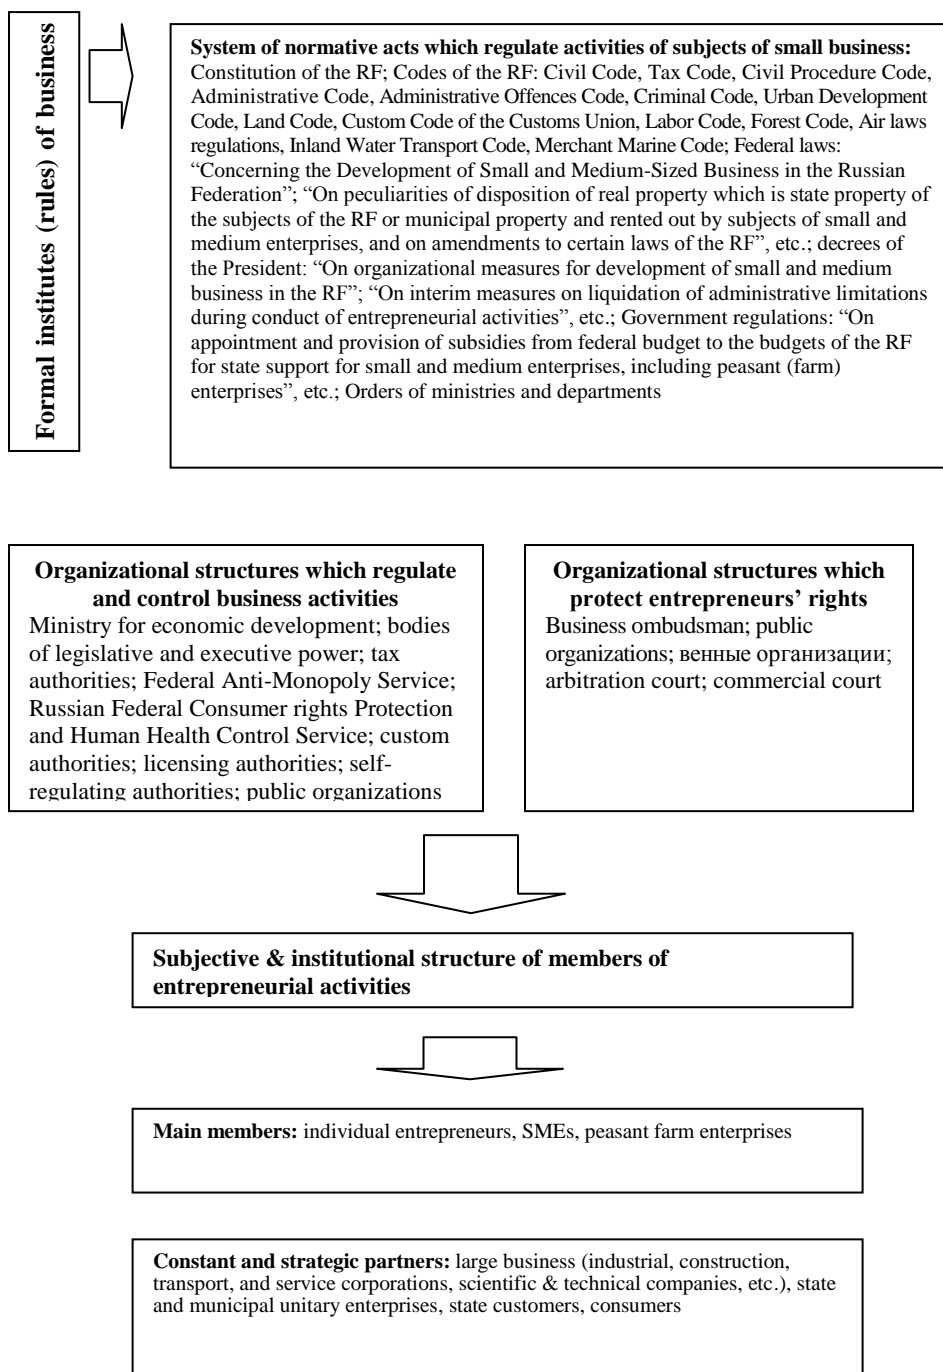 Formal institutes (rules) of business
System of normative acts which regulate activities of subjects of small business:
Constitution of the RF; Codes of the RF: Civil Code, Tax Code, Civil Procedure Code,
Administrative Code, Administrative Offences Code, Criminal Code, Urban Development
Code, Land Code, Custom Code of the Customs Union, Labor Code, Forest Code, Air laws
regulations, Inland Water Transport Code, Merchant Marine Code; Federal laws:
“Concerning the Development of Small and Medium-Sized Business in the Russian
Federation”; “On peculiarities of disposition of real property which is state property of
the subjects of the RF or municipal property and rented out by subjects of small and
medium enterprises, and on amendments to certain laws of the RF”, etc.; decrees of
the President: “On organizational measures for development of small and medium
business in the RF”; “On interim measures on liquidation of administrative limitations
during conduct of entrepreneurial activities”, etc.; Government regulations: “On
appointment and provision of subsidies from federal budget to the budgets of the RF
for state support for small and medium enterprises, including peasant (farm)
enterprises”, etc.; Orders of ministries and departments
Organizational structures which regulate
and control business activities
Ministry for economic development; bodies
of legislative and executive power; tax
authorities; Federal Anti-Monopoly Service;
Russian Federal Consumer rights Protection
and Human Health Control Service; custom
authorities; licensing authorities; self-
regulating authorities; public organizations
Organizational structures which
protect entrepreneurs’ rights
Business ombudsman; public
organizations; венные организации;
arbitration court; commercial court
Subjective & institutional structure of members of
entrepreneurial activities
Main members: individual entrepreneurs, SMEs, peasant farm enterprises
Constant and strategic partners: large business (industrial, construction,
transport, and service corporations, scientific & technical companies, etc.), state
and municipal unitary enterprises, state customers, consumers